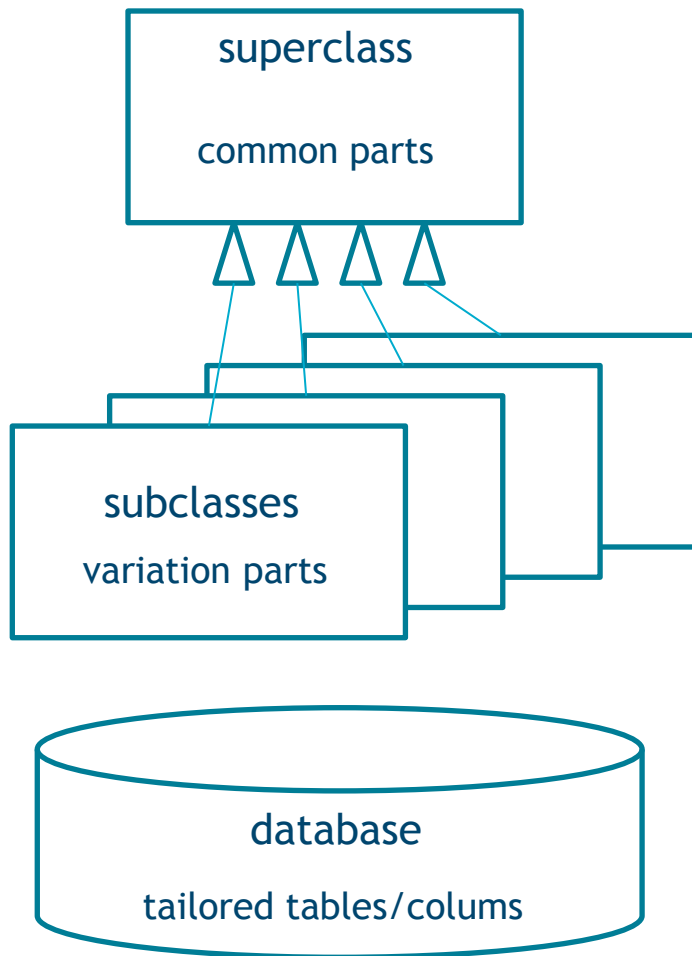 superclass
common parts
subclasses
variation parts
database
tailored tables/colums